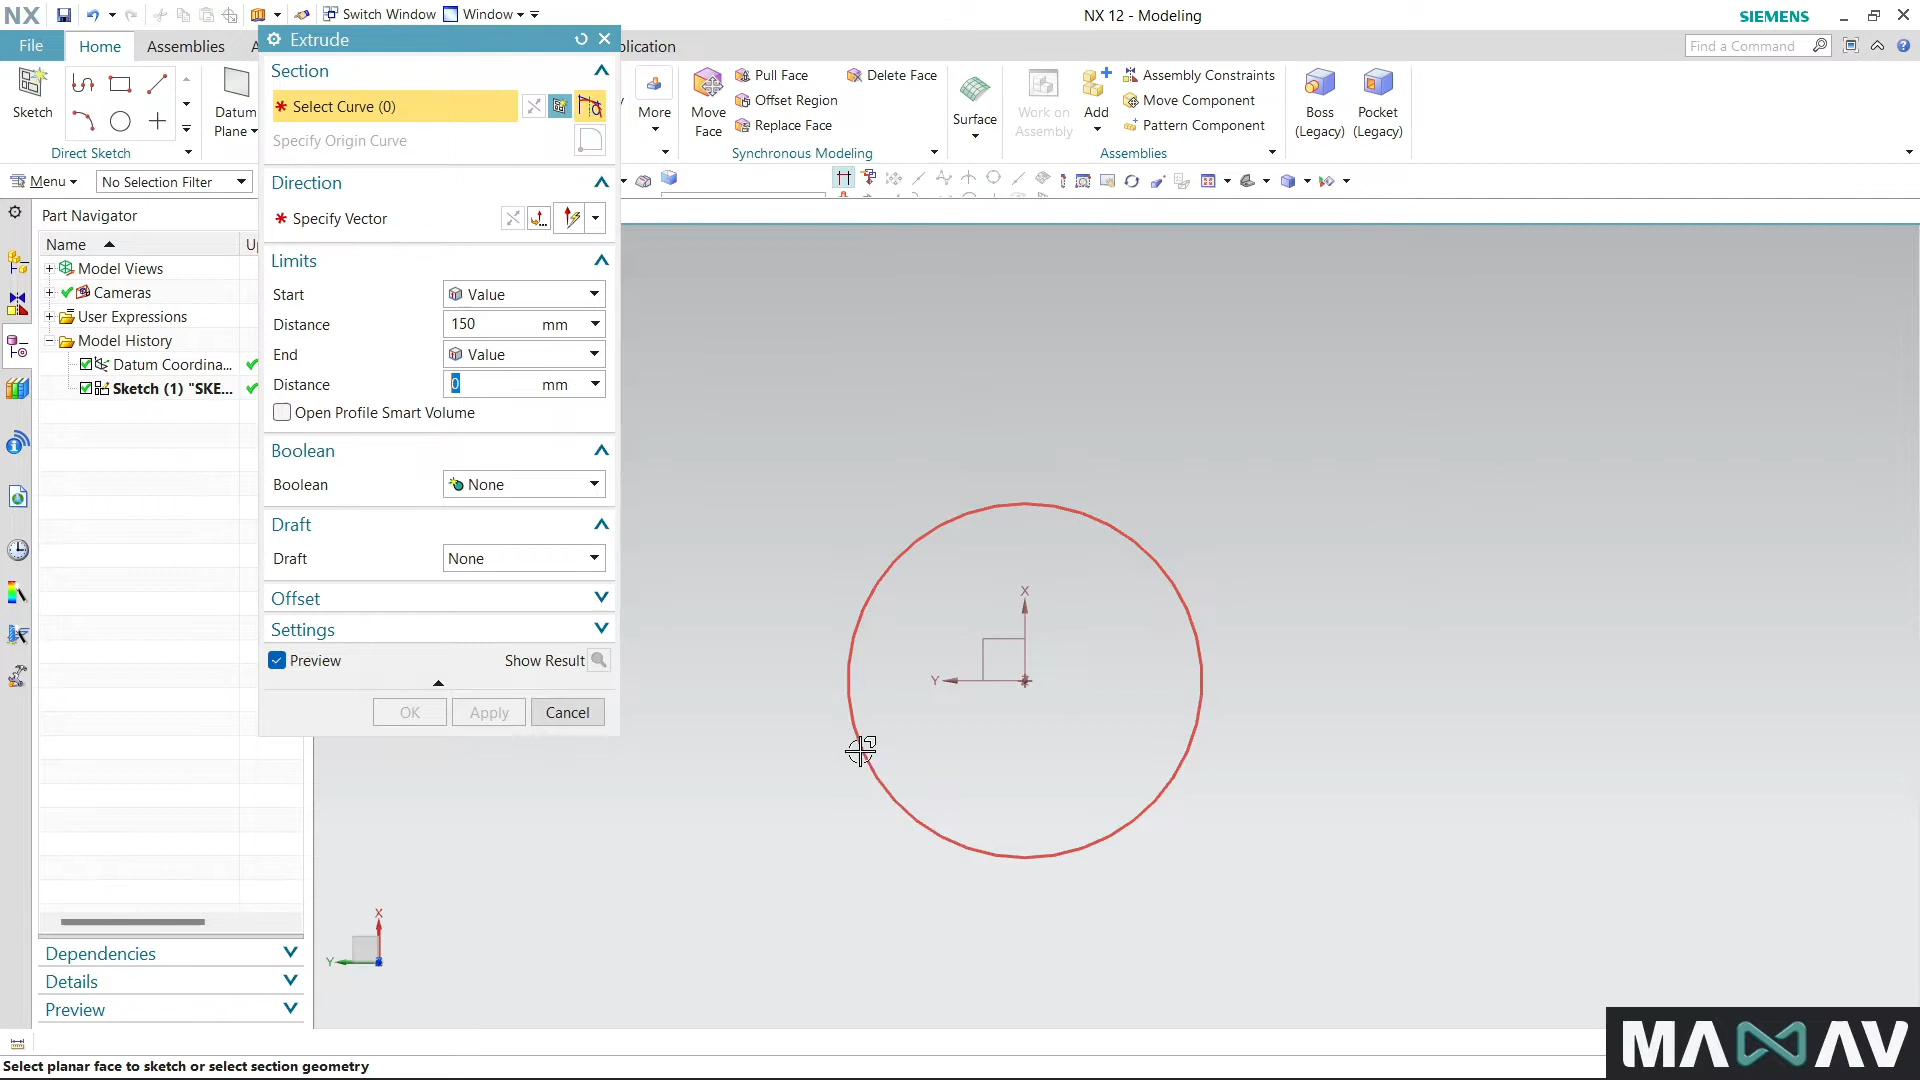 NX
Switch Window
Window
NX 12 - Modeling
SIEMENS
File
Home
Assemblies
A
plication
Find a Command
Sketch
Direct Sketch
Datum
Plane
Extrude
Section
* Select Curve (0)
Specify Origin Curve
Direction
* Specify Vector
Limits
Start
Value
Distance
150 mm
End
Value
Distance
0 mm
Open Profile Smart Volume
Boolean
Boolean
None
Draft
Draft
None
Offset
Settings
Preview
Show Result
OK
Apply
Cancel
More
Move
Face
Pull Face
Offset Region
Replace Face
Delete Face
Synchronous Modeling
Surface
Work on
Assembly
Add
Assembly Constraints
Move Component
Pattern Component
Assemblies
Boss
(Legacy)
Pocket
(Legacy)
Menu
No Selection Filter
Part Navigator
Name
Up
Model Views
Cameras
User Expressions
Model History
Datum Coordina...
Sketch (1) "SKE...
X
Y
X
Y
Dependencies
Details
Preview
Select planar face to sketch or select section geometry
MANAV